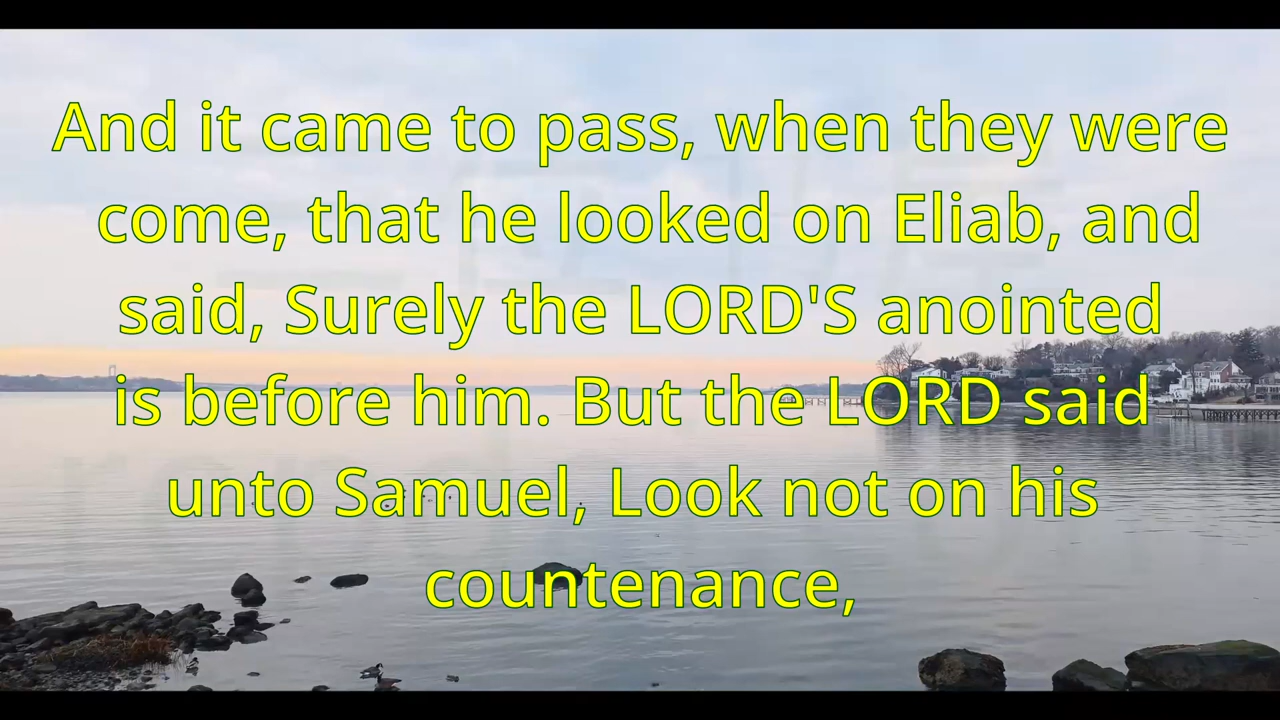 And it came to pass, when they were
come, that he looked on Eliab, and
said, Surely the LORD'S anointed
is before him. But the LORD said
unto Samuel, Look not on his
countenance,